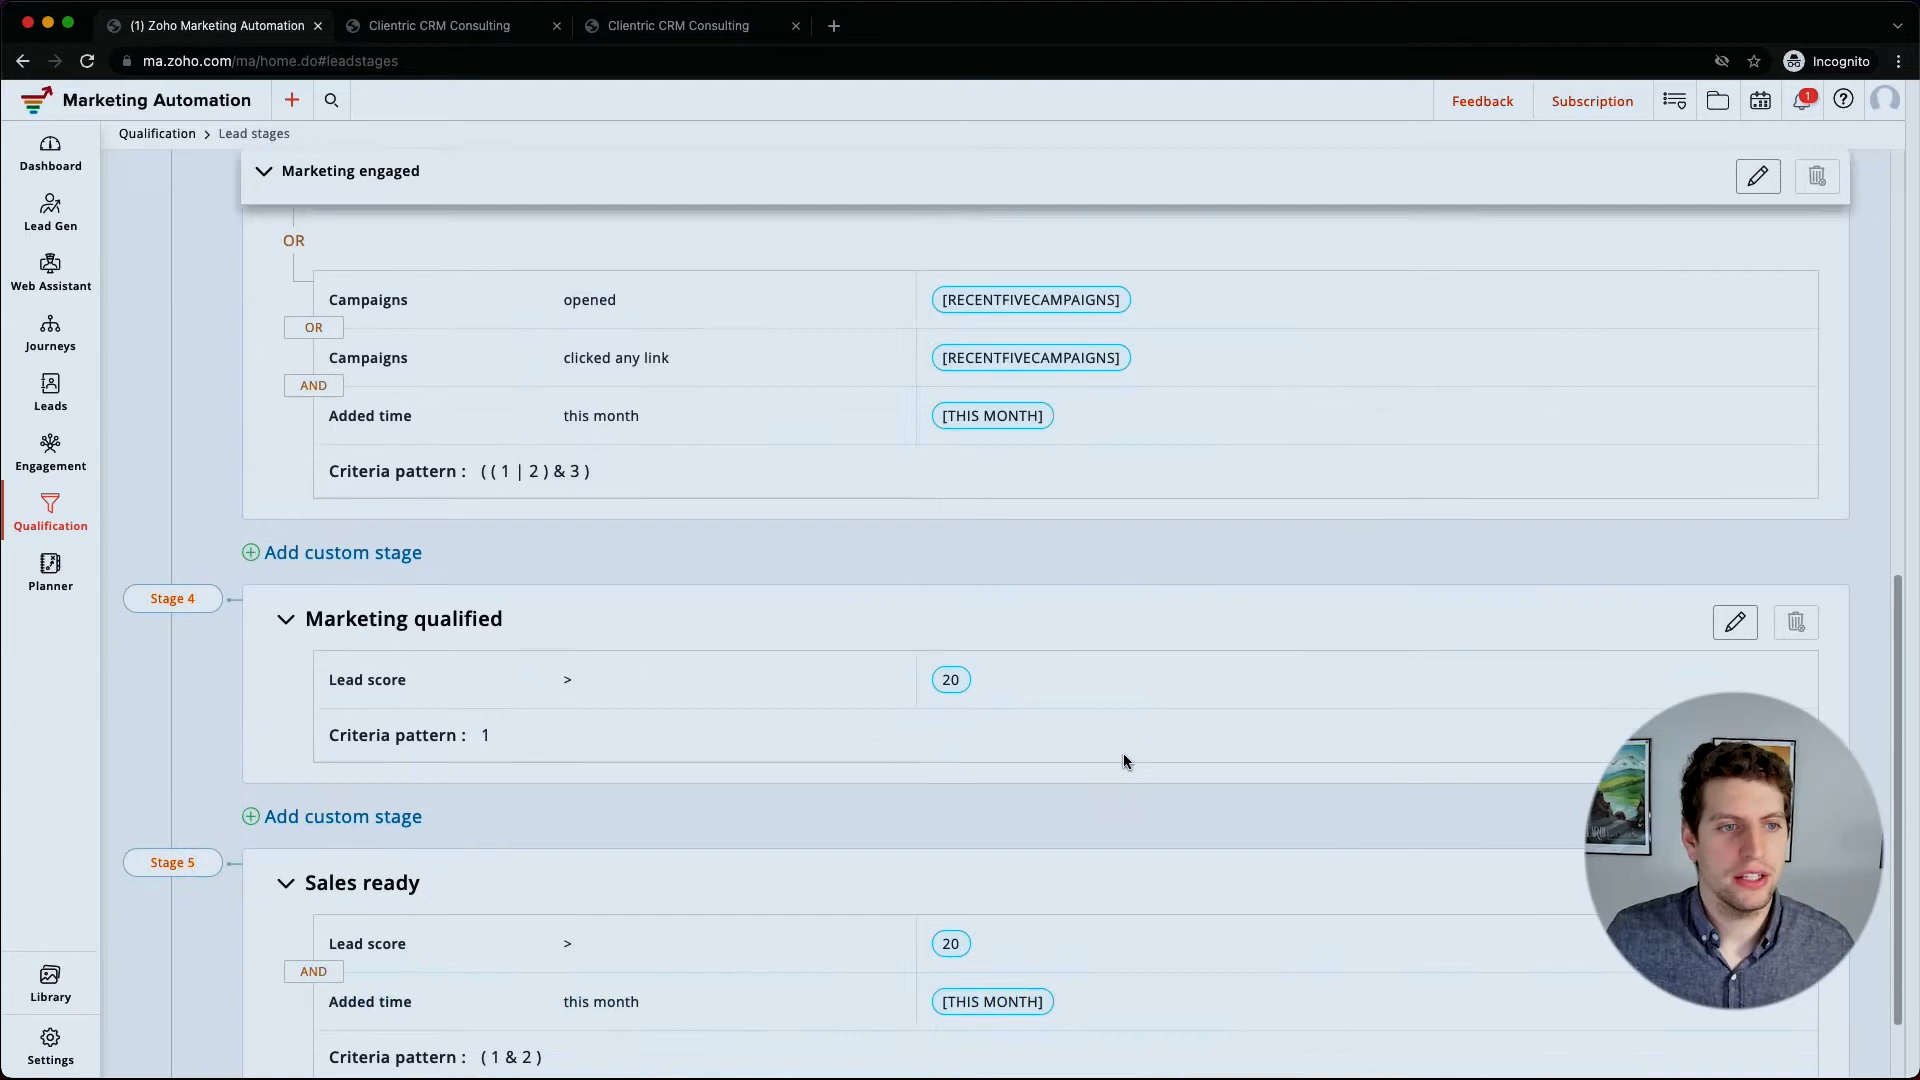 (1) Zoho Marketing Automation
Clientric CRM Consulting
Clientric CRM Consulting
ma.zoho.com/ma/home.do#leadstages
Incognito
Marketing Automation
Feedback
Subscription
1
Qualification > Lead stages
Dashboard
Lead Gen
Web Assistant
Journeys
Leads
Engagement
Qualification
Planner
Library
Settings
Marketing engaged
OR
Campaigns opened [RECENTFIVECAMPAIGNS]
OR
Campaigns clicked any link [RECENTFIVECAMPAIGNS]
AND
Added time this month [THIS MONTH]
Criteria pattern : ( ( 1 | 2 ) & 3 )
Add custom stage
Stage 4
Marketing qualified
Lead score > 20
Criteria pattern : 1
Add custom stage
Stage 5
Sales ready
Lead score > 20
AND
Added time this month [THIS MONTH]
Criteria pattern : ( 1 & 2 )